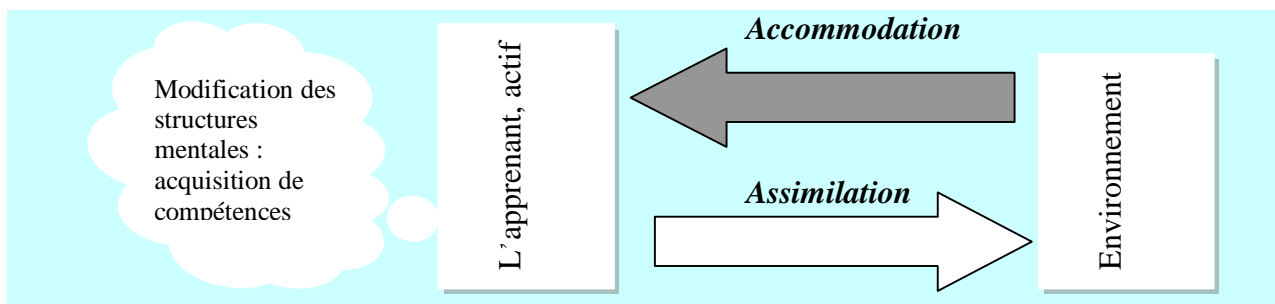 Modification des
structures
mentales :
acquisition de
compétences
L'apprenant, actif
Accommodation
Assimilation
Environnement